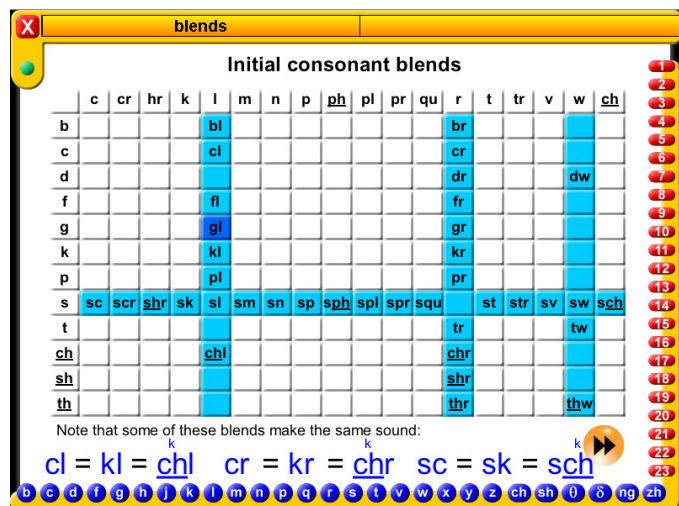 X blends
Initial consonant blends
c cr hr k l m n p ph pl pr qu r t tr v w ch
b bl br
c cl cr
d dr dw
f fl fr
g gl gr
k kl kr
p pl pr
s sc scr shr sk sl sm sn sp sph spl spr squ st str sv sw sch
t tr tw
ch chl chr
sh shr
th thr thw
Note that some of these blends make the same sound:
k k k
cl = kl = chl cr = kr = chr sc = sk = sch
b c d f g h j k l m n p q r s t v w x y z ch sh θ δ ng zh
1
2
3
4
5
6
7
8
9
10
11
12
13
14
15
16
17
18
19
20
21
22
23